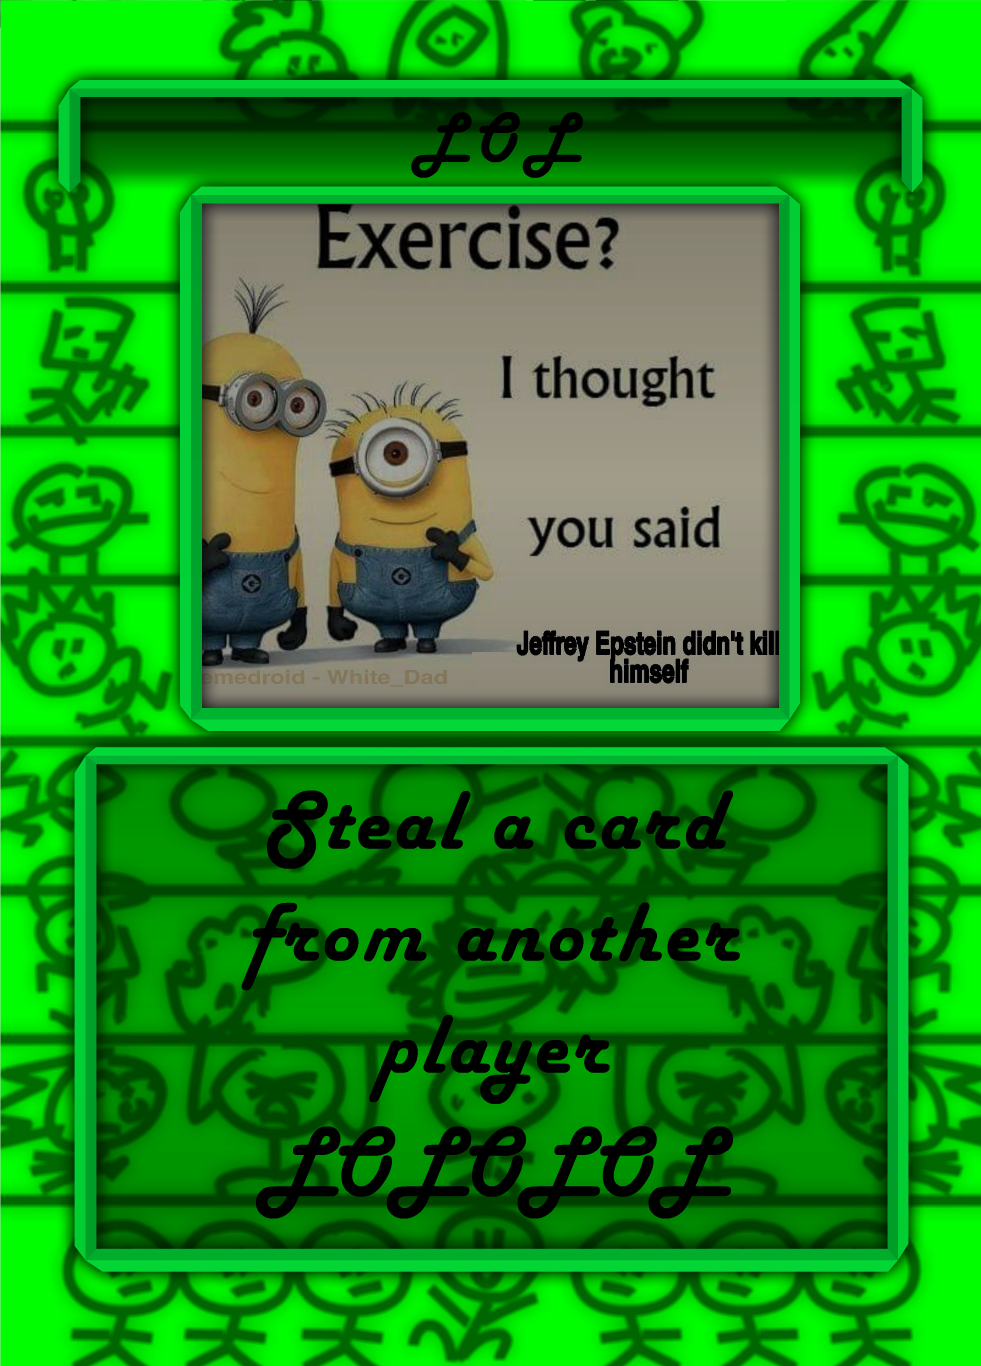 LOL
Exercise?
I thought
you said
Jeffrey Epstein didn't kill
himself
emedroid - White_Dad
Steal a card
from another
player
LOLOLOL